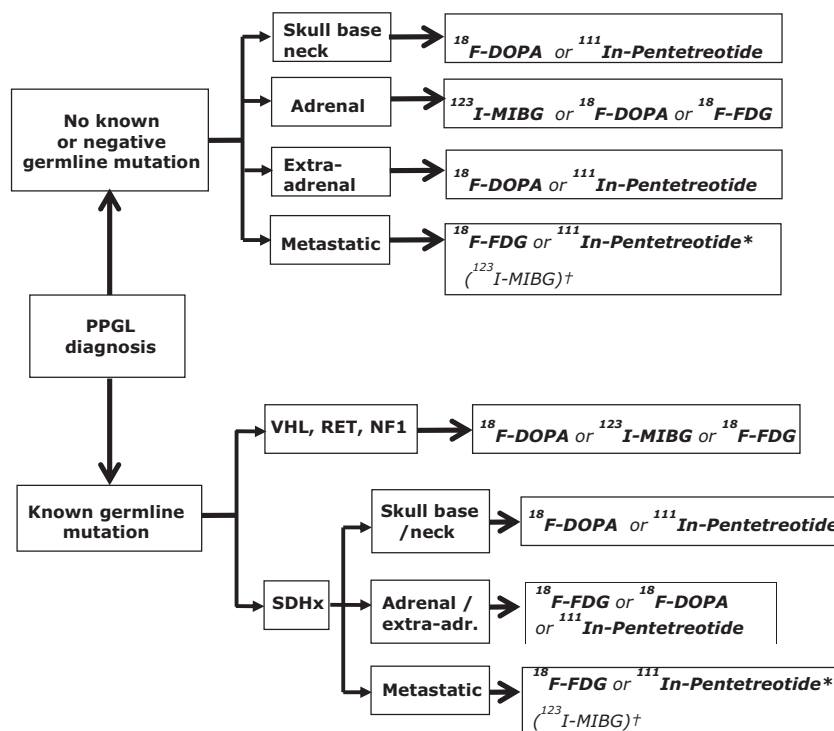 Skull base
neck
¹⁸F-DOPA or ¹¹¹In-Pentetreotide
No known
or negative
germline mutation
Adrenal
¹²³I-MIBG or ¹⁸F-DOPA or ¹⁸F-FDG
Extra-
adrenal
¹⁸F-DOPA or ¹¹¹In-Pentetreotide
Metastatic
¹⁸F-FDG or ¹¹¹In-Pentetreotide*
(¹²³I-MIBG)†
PPGL
diagnosis
VHL, RET, NF1
¹⁸F-DOPA or ¹²³I-MIBG or ¹⁸F-FDG
Known germline
mutation
Skull base
/neck
¹⁸F-DOPA or ¹¹¹In-Pentetreotide
SDHx
Adrenal /
extra-adr.
¹⁸F-FDG or ¹⁸F-DOPA
or ¹¹¹In-Pentetreotide
Metastatic
¹⁸F-FDG or ¹¹¹In-Pentetreotide*
(¹²³I-MIBG)†